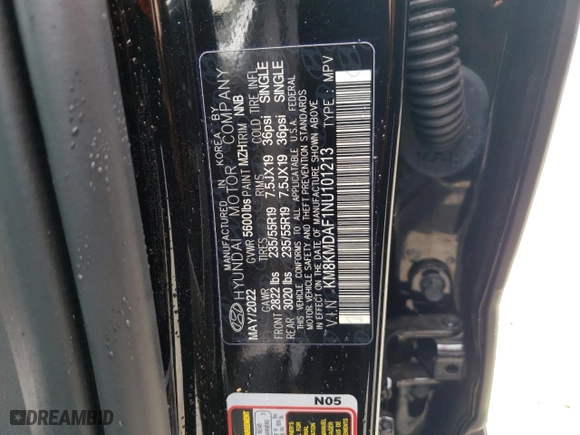 MANUFACTURED IN KOREA BY
HYUNDAI MOTOR COMPANY
MAY/2022 GVWR 5600lbs PAINT MZH TRIM NNB
GAWR TIRES RIMS COLD TIRE INFL
FRONT 2822 lbs 235/55R19 7.5JX19 36psi SINGLE
REAR 3020 lbs 235/55R19 7.5JX19 36psi SINGLE
THIS VEHICLE CONFORMS TO ALL APPLICABLE U.S.A. FEDERAL
MOTOR VEHICLE SAFETY, BUMPER, AND THEFT PREVENTION STANDARDS
IN EFFECT ON THE DATE OF MANUFACTURE SHOWN ABOVE.
VIN : KM8KMDAF1NU101213 TYPE : MPV
N05
DREAMBID